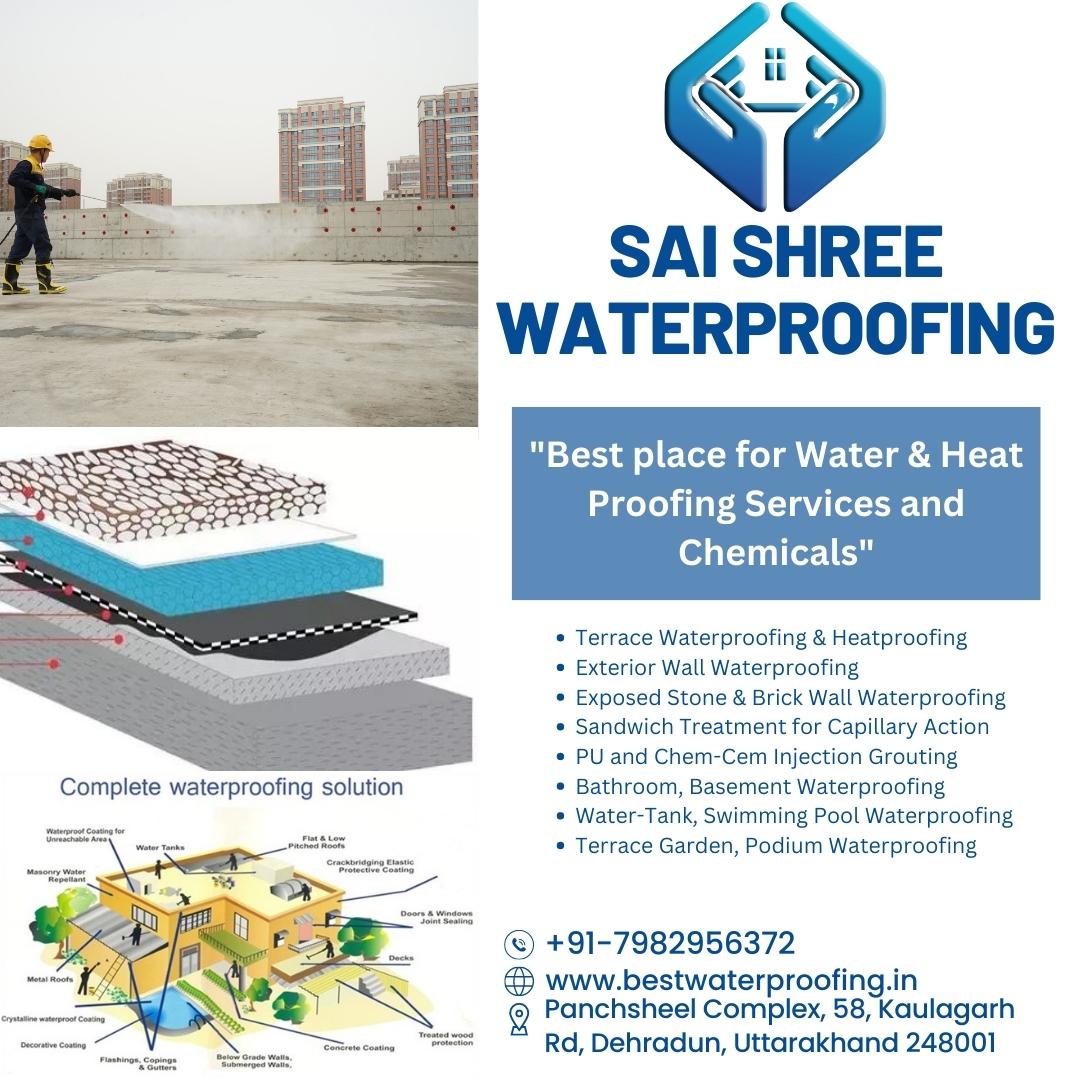 SAI SHREE
WATERPROOFING
"Best place for Water & Heat
Proofing Services and
Chemicals"
• Terrace Waterproofing & Heatproofing
• Exterior Wall Waterproofing
• Exposed Stone & Brick Wall Waterproofing
• Sandwich Treatment for Capillary Action
• PU and Chem-Cem Injection Grouting
• Bathroom, Basement Waterproofing
• Water-Tank, Swimming Pool Waterproofing
• Terrace Garden, Podium Waterproofing
+91-7982956372
www.bestwaterproofing.in
Panchsheel Complex, 58, Kaulagarh
Rd, Dehradun, Uttarakhand 248001
Complete waterproofing solution
Waterproof Coating for
Unreachable Area
Water Tanks
Flat & Low
Pitched Roofs
Crackbridging Elastic
Protective Coating
Masonry Water
Repellant
Doors & Windows
Joint Sealing
Decks
Metal Roofs
Crystalline waterproof Coating
Decorative Coating
Flashings, Copings
& Gutters
Below Grade Walls,
Submerged Walls,
Concrete Coating
Treated wood
protection